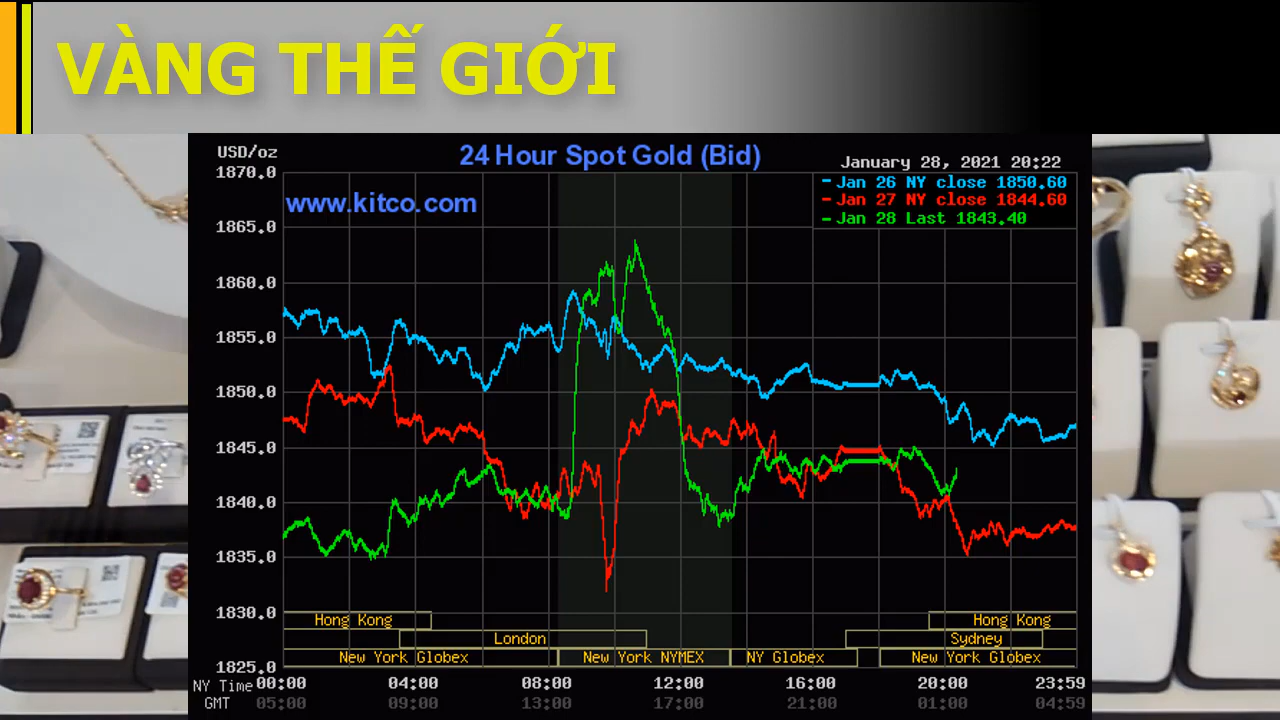 VÀNG THẾ GIỚI
USD/oz
24 Hour Spot Gold (Bid)
January 28, 2021 20:22
1870.0
Jan 26 NY close 1850.60
www.kitco.com
Jan 27 NY close 1844.60
Jan 28 Last 1843.40
1865.0
1860.0
1855.0
1850.0
1845.0
1840.0
1835.0
1830.0
Hong Kong
Hong Kong
London
Sydney
New York Globex
New York NYMEX
NY Globex
New York Globex
1825.0
NY Time 00:00 04:00 08:00 12:00 16:00 20:00 23:59
GMT 05:00 09:00 13:00 17:00 21:00 01:00 04:59